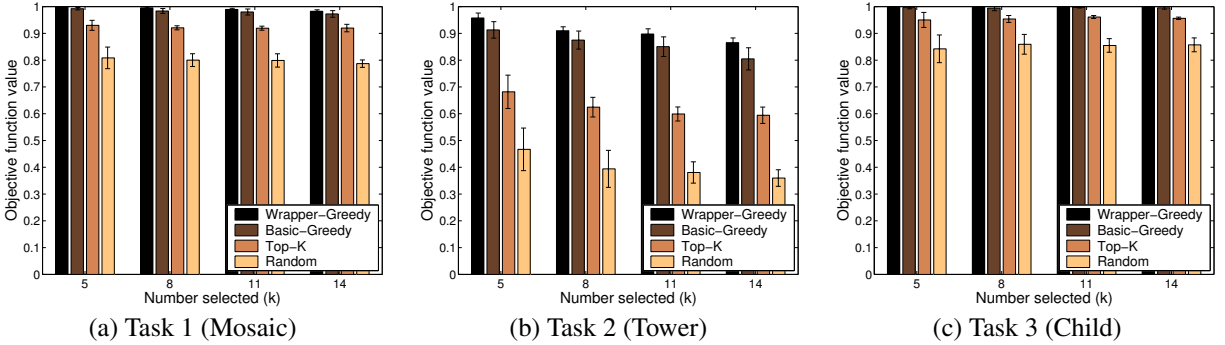 Objective function value
1
0.9
0.8
0.7
0.6
0.5
0.4
0.3
0.2
0.1
0
Wrapper−Greedy
Basic−Greedy
Top−K
Random
5 8 11 14
Number selected (k)
(a) Task 1 (Mosaic)
Objective function value
1
0.9
0.8
0.7
0.6
0.5
0.4
0.3
0.2
0.1
0
Wrapper−Greedy
Basic−Greedy
Top−K
Random
5 8 11 14
Number selected (k)
(b) Task 2 (Tower)
Objective function value
1
0.9
0.8
0.7
0.6
0.5
0.4
0.3
0.2
0.1
0
Wrapper−Greedy
Basic−Greedy
Top−K
Random
5 8 11 14
Number selected (k)
(c) Task 3 (Child)